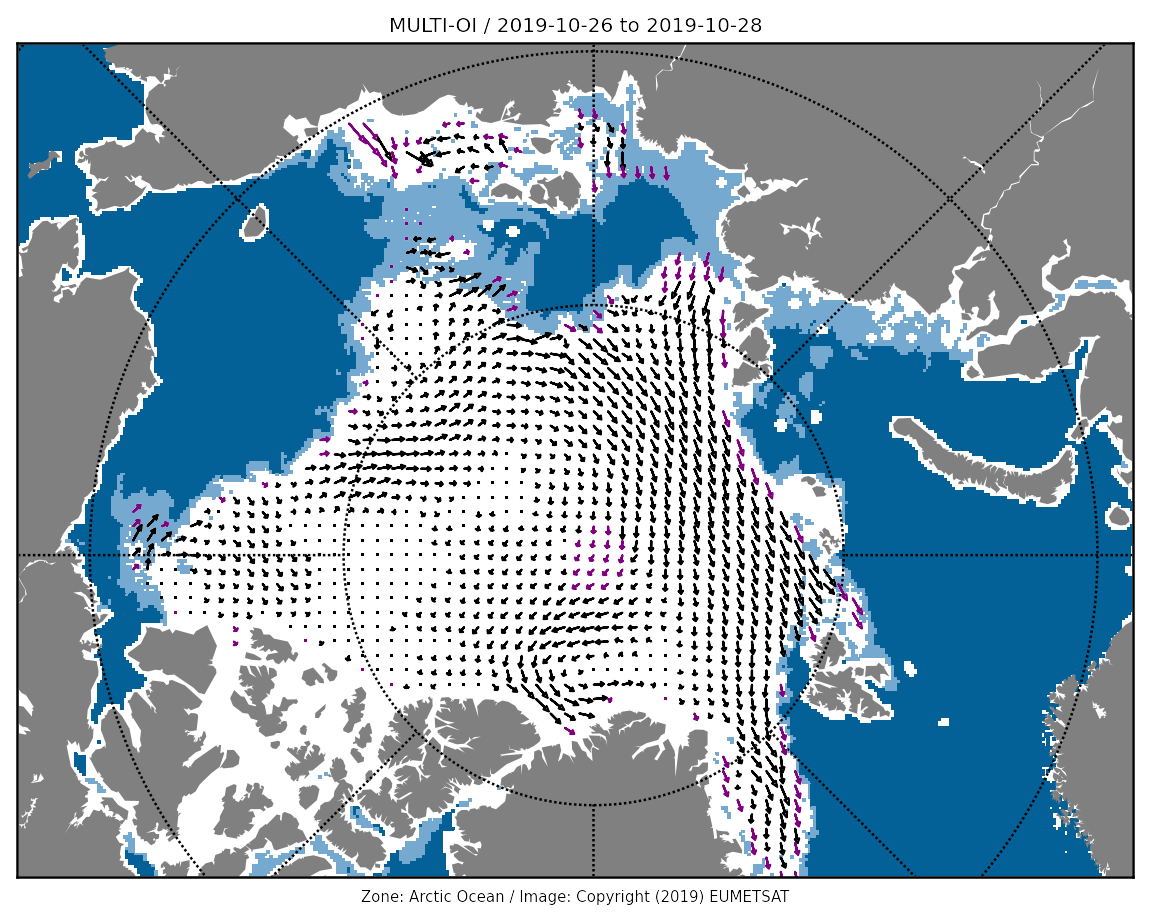 MULTI-OI / 2019-10-26 to 2019-10-28
Zone: Arctic Ocean / Image: Copyright (2019) EUMETSAT